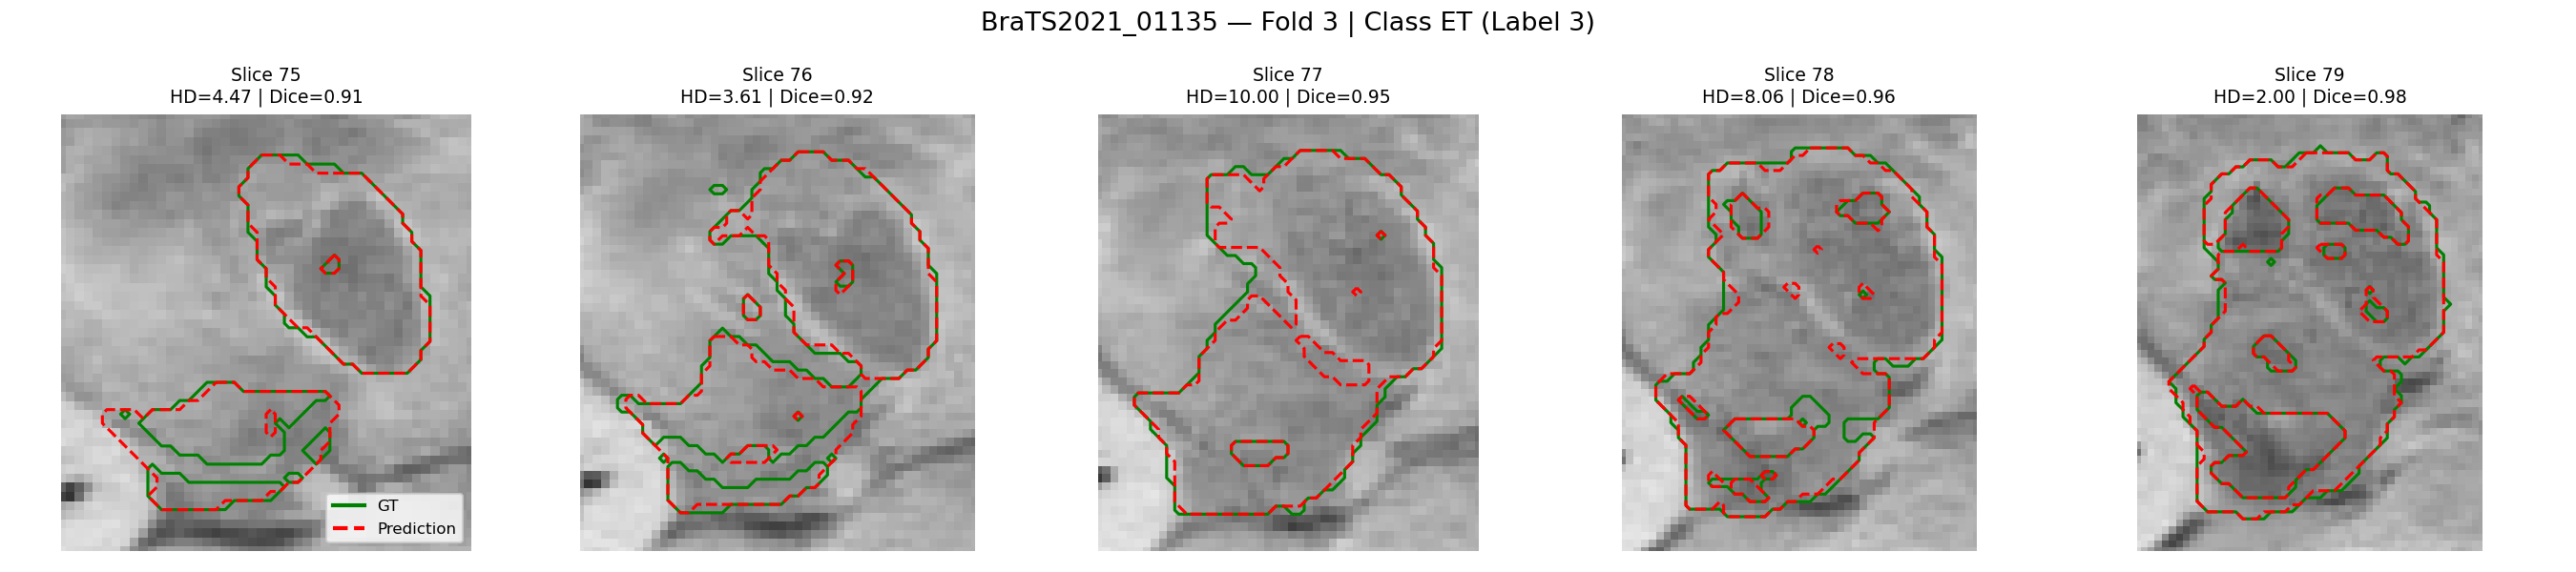 BraTS2021_01135 — Fold 3 | Class ET (Label 3)
Slice 75
HD=4.47 | Dice=0.91
Slice 76
HD=3.61 | Dice=0.92
Slice 77
HD=10.00 | Dice=0.95
Slice 78
HD=8.06 | Dice=0.96
Slice 79
HD=2.00 | Dice=0.98
GT
Prediction